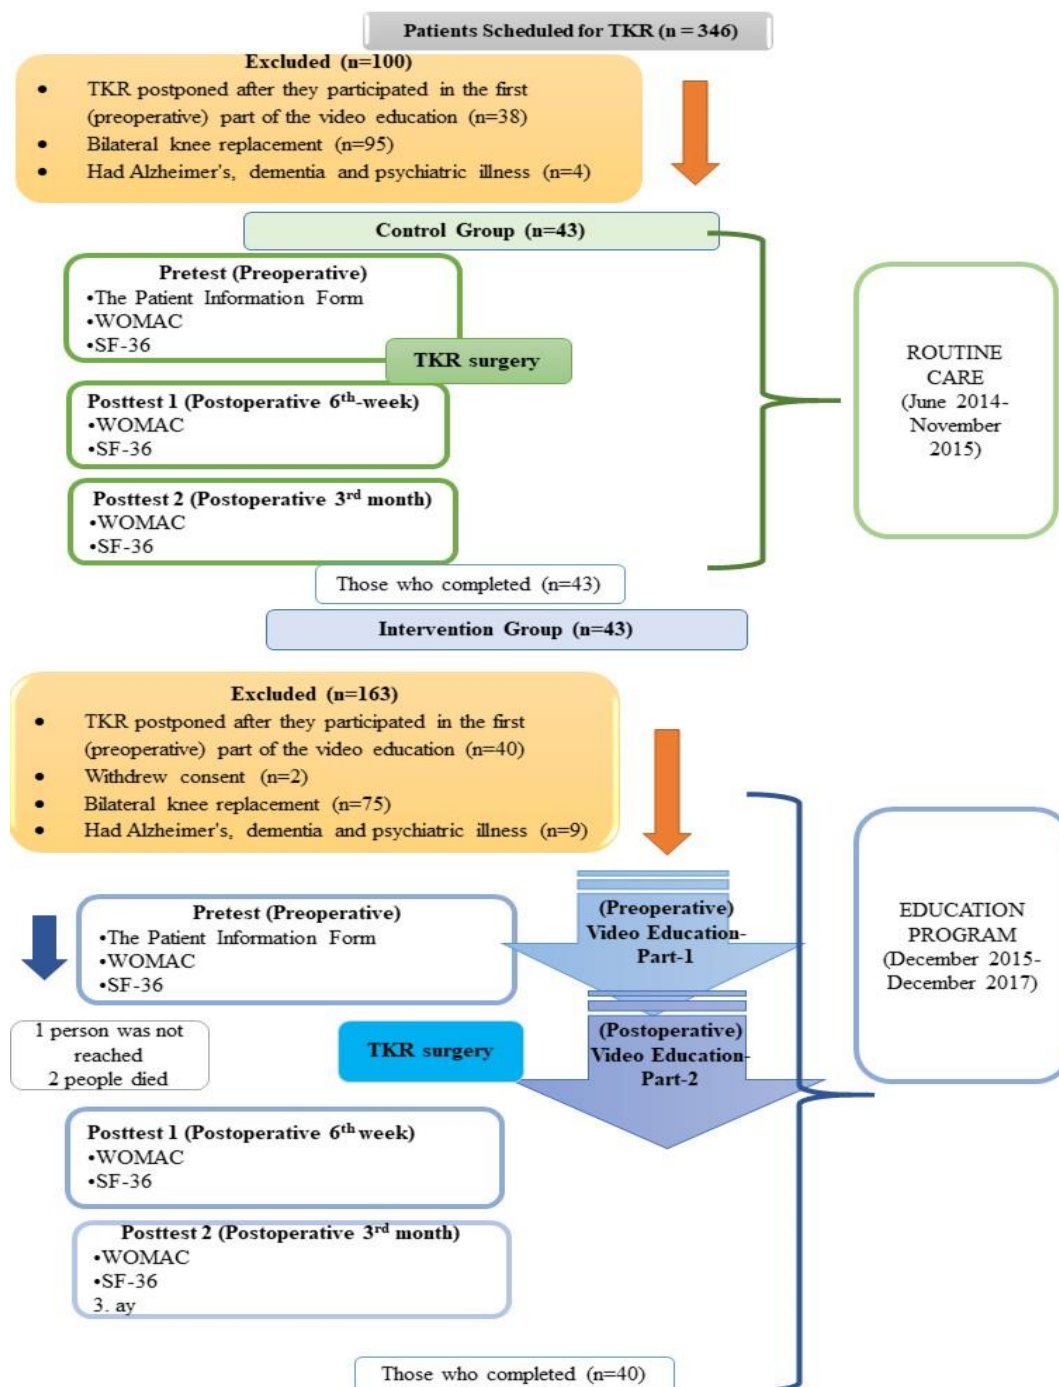 Patients Scheduled for TKR (n = 346)
Excluded (n=100)
• TKR postponed after they participated in the first
(preoperative) part of the video education (n=38)
• Bilateral knee replacement (n=95)
• Had Alzheimer's, dementia and psychiatric illness (n=4)
Control Group (n=43)
Pretest (Preoperative)
•The Patient Information Form
•WOMAC
•SF-36
TKR surgery
Posttest 1 (Postoperative 6th-week)
•WOMAC
•SF-36
Posttest 2 (Postoperative 3rd month)
•WOMAC
•SF-36
Those who completed (n=43)
ROUTINE
CARE
(June 2014-
November
2015)
Intervention Group (n=43)
Excluded (n=163)
• TKR postponed after they participated in the first
(preoperative) part of the video education (n=40)
• Withdrew consent (n=2)
• Bilateral knee replacement (n=75)
• Had Alzheimer's, dementia and psychiatric illness (n=9)
Pretest (Preoperative)
•The Patient Information Form
•WOMAC
•SF-36
(Preoperative)
Video Education-
Part-1
1 person was not
reached
2 people died
TKR surgery
(Postoperative)
Video Education-
Part-2
Posttest 1 (Postoperative 6th week)
•WOMAC
•SF-36
Posttest 2 (Postoperative 3rd month)
•WOMAC
•SF-36
3. ay
Those who completed (n=40)
EDUCATION
PROGRAM
(December 2015-
December 2017)